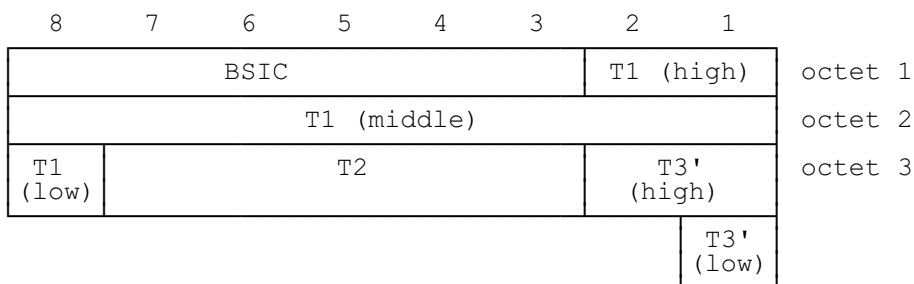 8 7 6 5 4 3 2 1
BSIC T1 (high) octet 1
T1 (middle) octet 2
T1 (low) T2 T3' (high) octet 3
T3' (low)